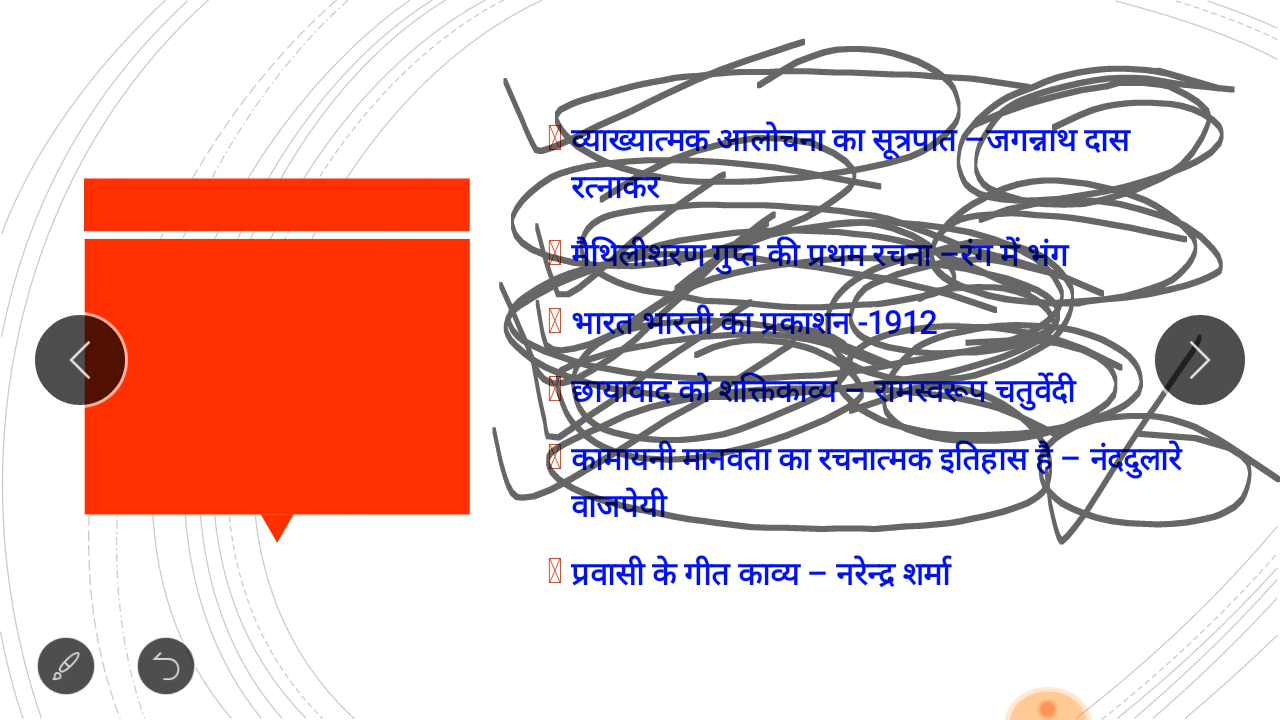 व्याख्यात्मक आलोचना का सूत्रपात – जगन्नाथ दास
रत्नाकर
मैथिलीशरण गुप्त की प्रथम रचना – रंग में भंग
भारत भारती का प्रकाशन -1912
छायावाद को शक्तिकाव्य – रामस्वरूप चतुर्वेदी
कामायनी मानवता का रचनात्मक इतिहास है – नंददुलारे
वाजपेयी
प्रवासी के गीत काव्य – नरेन्द्र शर्मा